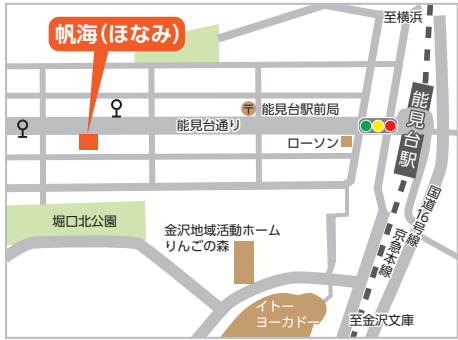 至横浜
帆海(ほなみ)
能見台駅前局
能見台通り
能見台駅
ローソン
国道16号線
京急本線
堀口北公園
金沢地域活動ホーム
りんごの森
イトー
ヨーカドー
至金沢文庫